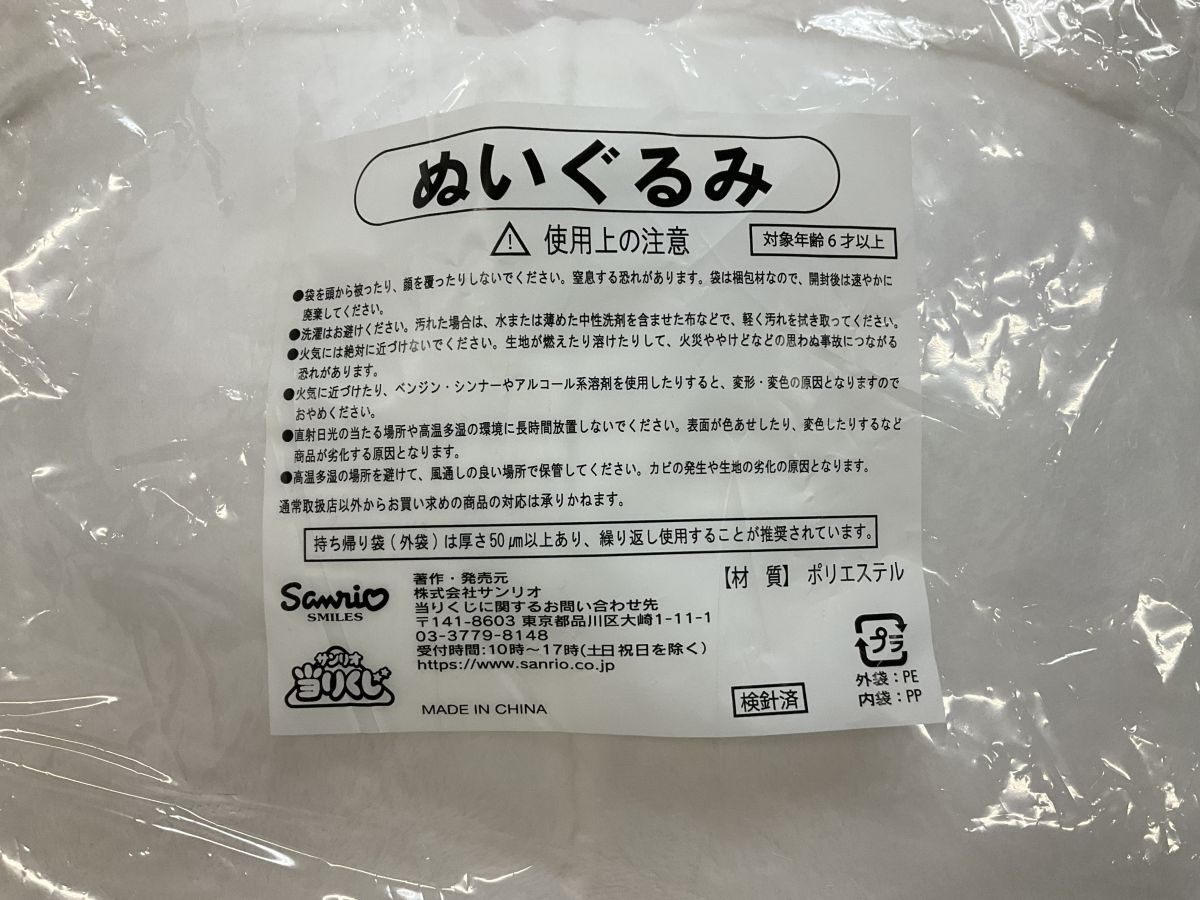 ぬいぐるみ
使用上の注意
対象年齢6才以上
●袋を頭から被ったり、顔を覆ったりしないでください。窒息する恐れがあります。袋は梱包材なので、開封後は速やかに
廃棄してください。
●洗濯はお避けください。汚れた場合は、水または薄めた中性洗剤を含ませた布などで、軽く汚れを拭き取ってください。
●火気には絶対に近づけないでください。生地が燃えたり溶けたりして、火災ややけどなどの思わぬ事故につながる
恐れがあります。
●火気に近づけたり、ベンジン・シンナーやアルコール系溶剤を使用したりすると、変形・変色の原因となりますので
おやめください。
●直射日光の当たる場所や高温多湿の環境に長時間放置しないでください。表面が色あせしたり、変色したりするなど
商品が劣化する原因となります。
●高温多湿の場所を避けて、風通しの良い場所で保管してください。カビの発生や生地の劣化の原因となります。
通常取扱店以外からお買い求めの商品の対応は承りかねます。
持ち帰り袋(外袋)は厚さ50㎛以上あり、繰り返し使用することが推奨されています。
【材 質】 ポリエステル
Sanrio
SMILES
サンリオ
当りくじ
著作・発売元
株式会社サンリオ
当りくじに関するお問い合わせ先
〒141-8603 東京都品川区大崎1-11-1
03-3779-8148
受付時間:10時～17時(土日祝日を除く)
https://www.sanrio.co.jp
MADE IN CHINA
検針済
プラ
外袋:PE
内袋:PP